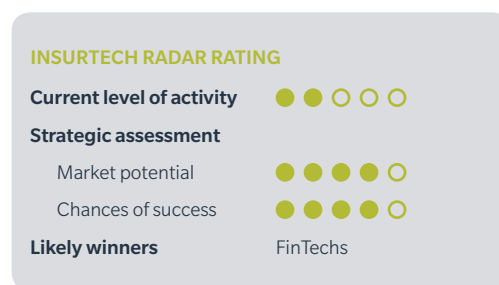 INSURTECH RADAR RATING
Current level of activity
Strategic assessment
Market potential
Chances of success
Likely winners FinTechs